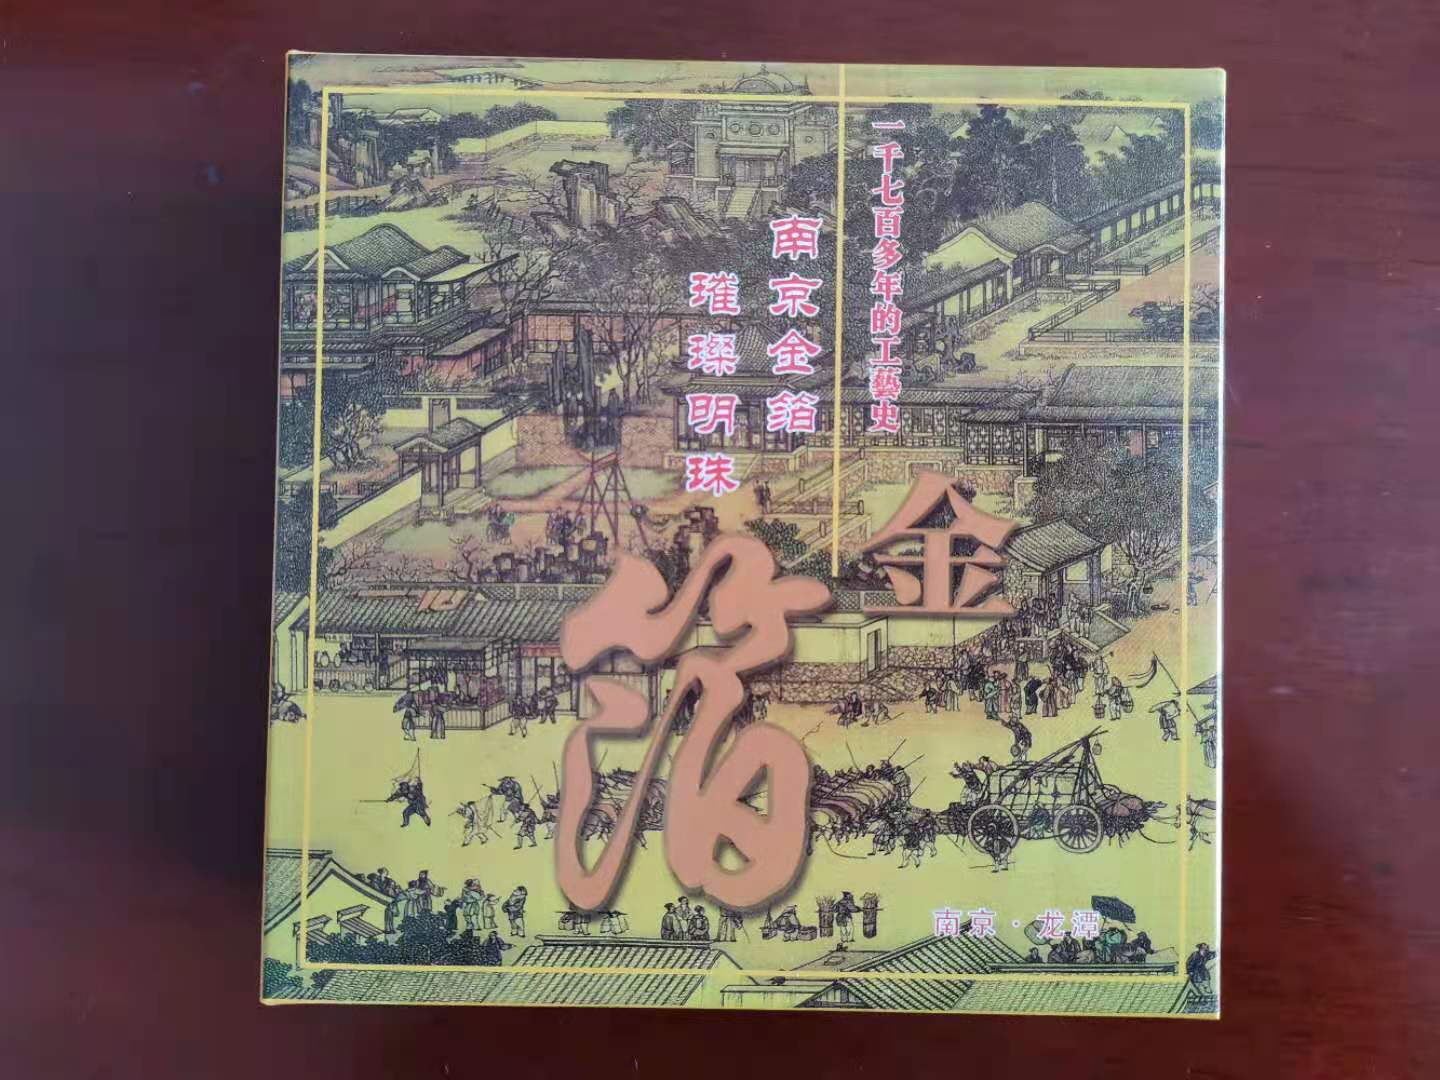 一千七百多年的工藝史
南京金箔
璀璨明珠
金
箔
南京·龙潭